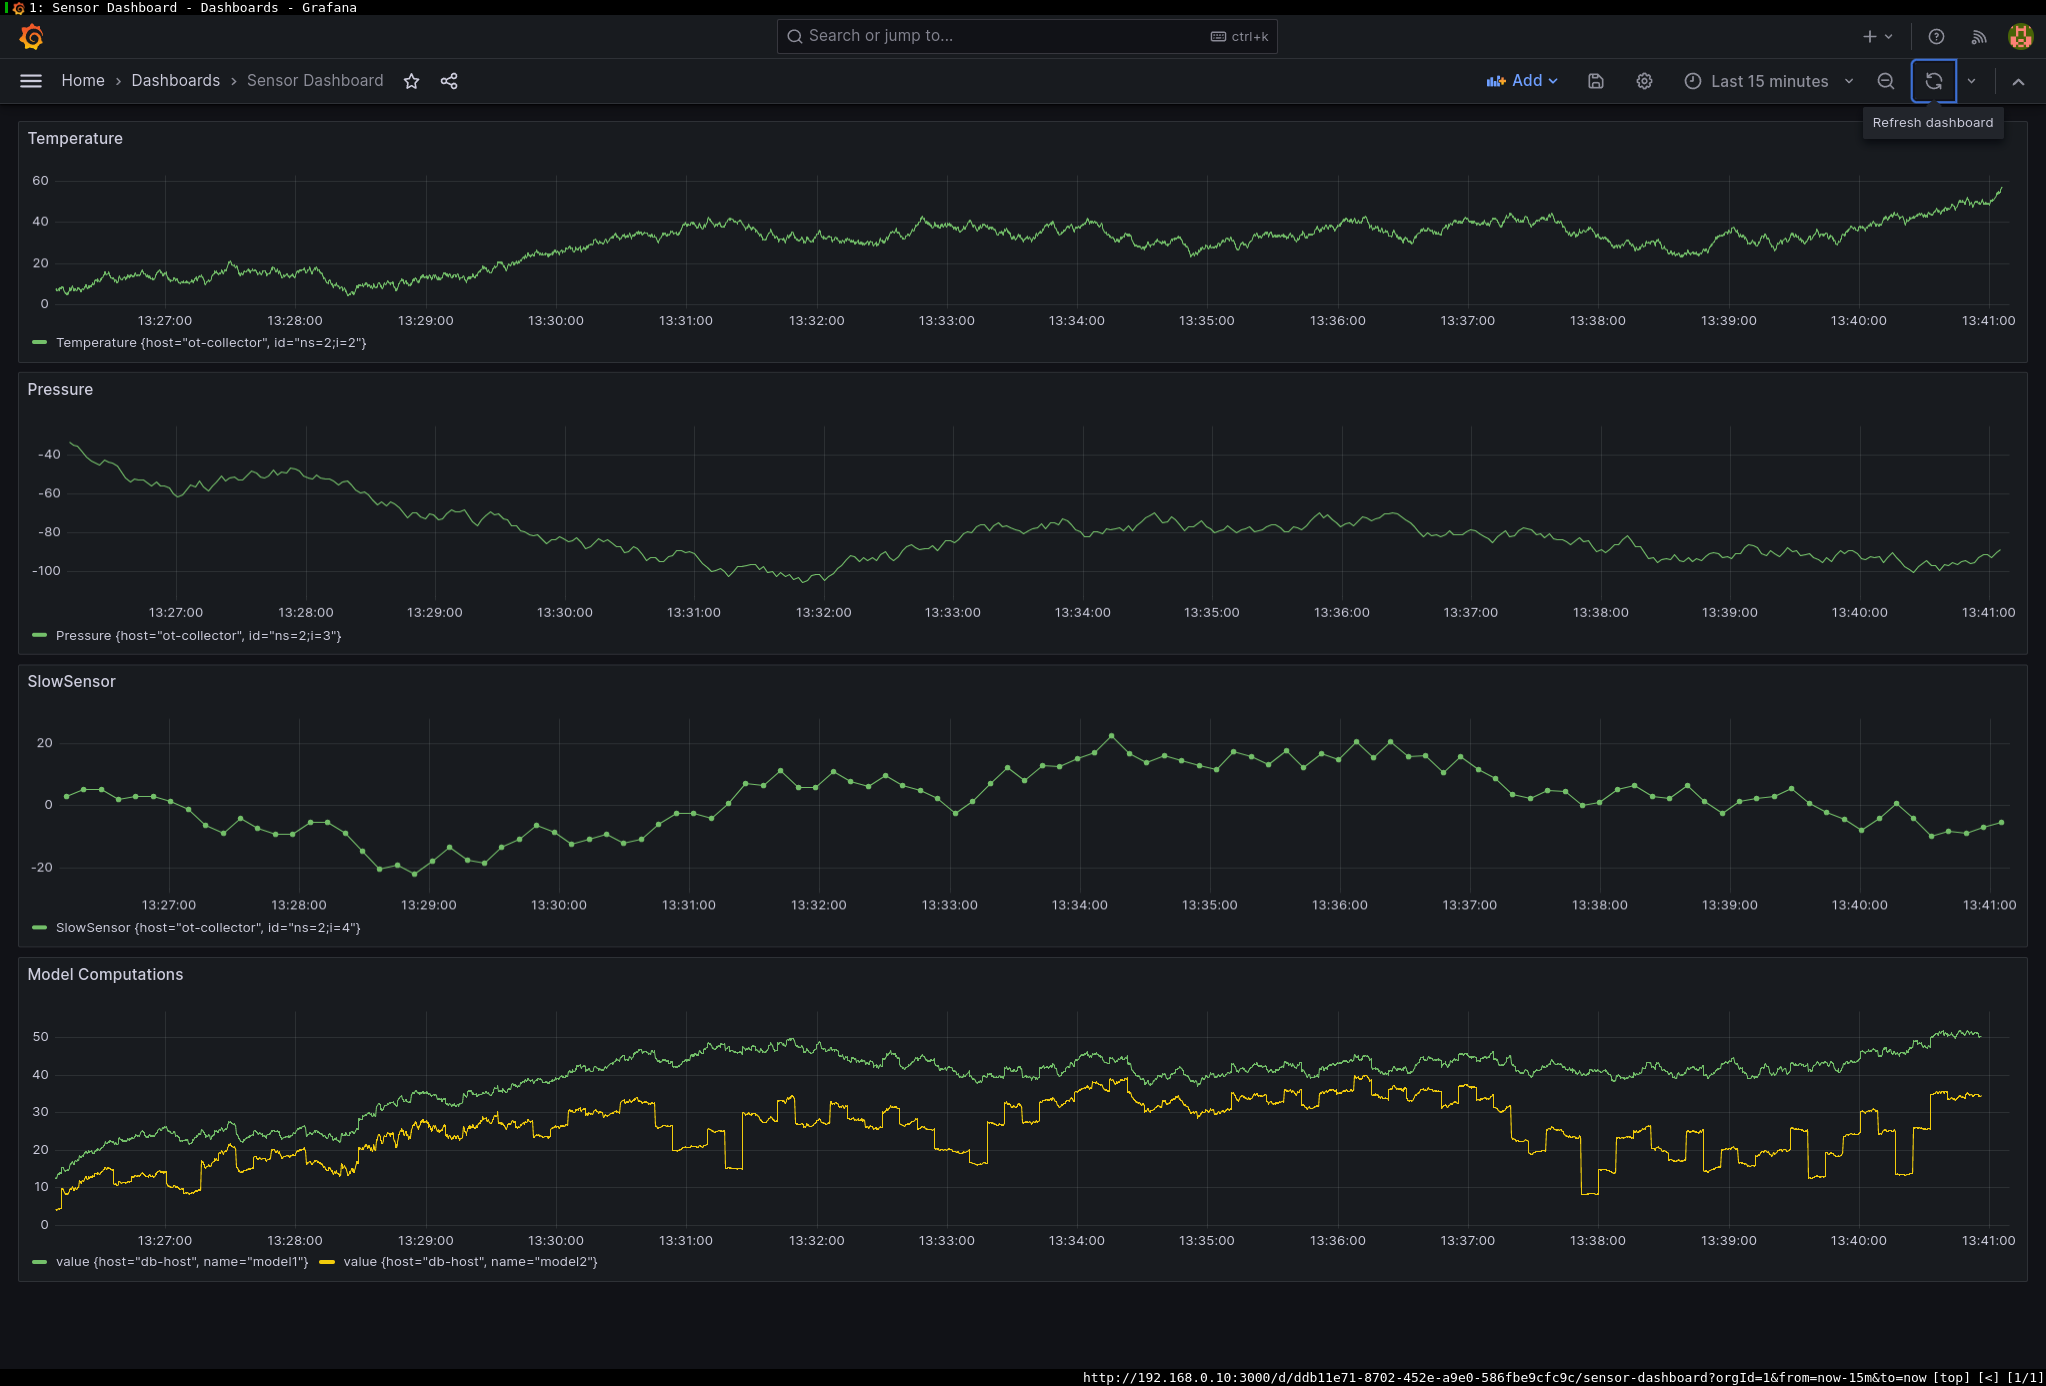 1: Sensor Dashboard - Dashboards - Grafana
Search or jump to... ctrl+k
Home › Dashboards › Sensor Dashboard Add Last 15 minutes
Refresh dashboard
Temperature
60
40
20
0
13:27:00 13:28:00 13:29:00 13:30:00 13:31:00 13:32:00 13:33:00 13:34:00 13:35:00 13:36:00 13:37:00 13:38:00 13:39:00 13:40:00 13:41:00
Temperature {host="ot-collector", id="ns=2;i=2"}
Pressure
-40
-60
-80
-100
13:27:00 13:28:00 13:29:00 13:30:00 13:31:00 13:32:00 13:33:00 13:34:00 13:35:00 13:36:00 13:37:00 13:38:00 13:39:00 13:40:00 13:41:00
Pressure {host="ot-collector", id="ns=2;i=3"}
SlowSensor
20
0
-20
13:27:00 13:28:00 13:29:00 13:30:00 13:31:00 13:32:00 13:33:00 13:34:00 13:35:00 13:36:00 13:37:00 13:38:00 13:39:00 13:40:00 13:41:00
SlowSensor {host="ot-collector", id="ns=2;i=4"}
Model Computations
50
40
30
20
10
0
13:27:00 13:28:00 13:29:00 13:30:00 13:31:00 13:32:00 13:33:00 13:34:00 13:35:00 13:36:00 13:37:00 13:38:00 13:39:00 13:40:00 13:41:00
value {host="db-host", name="model1"} value {host="db-host", name="model2"}
http://192.168.0.10:3000/d/ddb11e71-8702-452e-a9e0-586fbe9cfc9c/sensor-dashboard?orgId=1&from=now-15m&to=now [top] [<] [1/1]